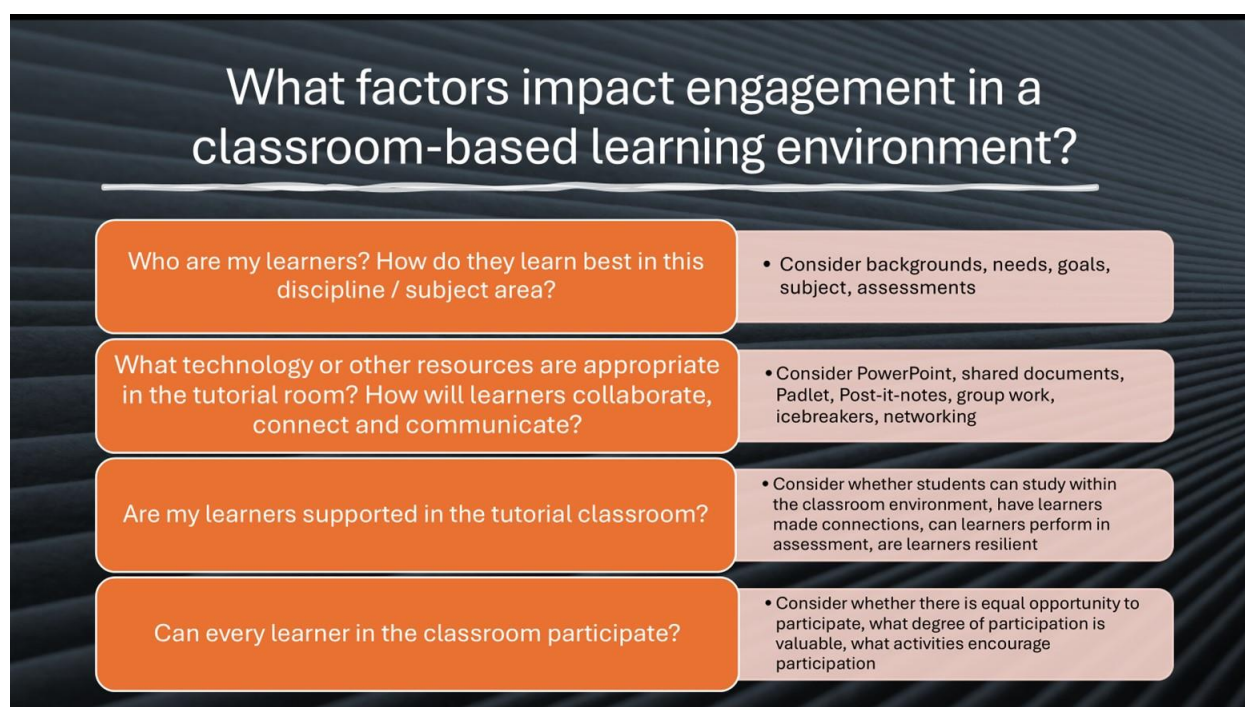 What factors impact engagement in a
classroom-based learning environment?
Who are my learners? How do they learn best in this
discipline / subject area?
• Consider backgrounds, needs, goals,
subject, assessments
What technology or other resources are appropriate
in the tutorial room? How will learners collaborate,
connect and communicate?
• Consider PowerPoint, shared documents,
Padlet, Post-it-notes, group work,
icebreakers, networking
Are my learners supported in the tutorial classroom?
• Consider whether students can study within
the classroom environment, have learners
made connections, can learners perform in
assessment, are learners resilient
Can every learner in the classroom participate?
• Consider whether there is equal opportunity to
participate, what degree of participation is
valuable, what activities encourage
participation